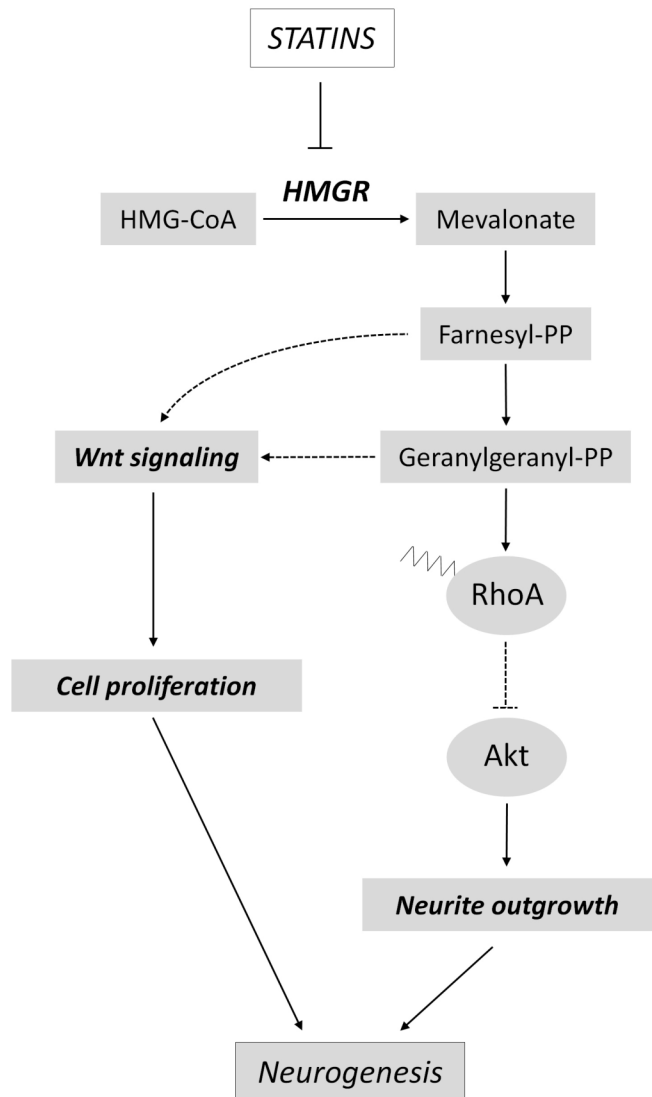 STATINS
HMGR
HMG-CoA
Mevalonate
Farnesyl-PP
Wnt signaling
Geranylgeranyl-PP
RhoA
Cell proliferation
Akt
Neurite outgrowth
Neurogenesis